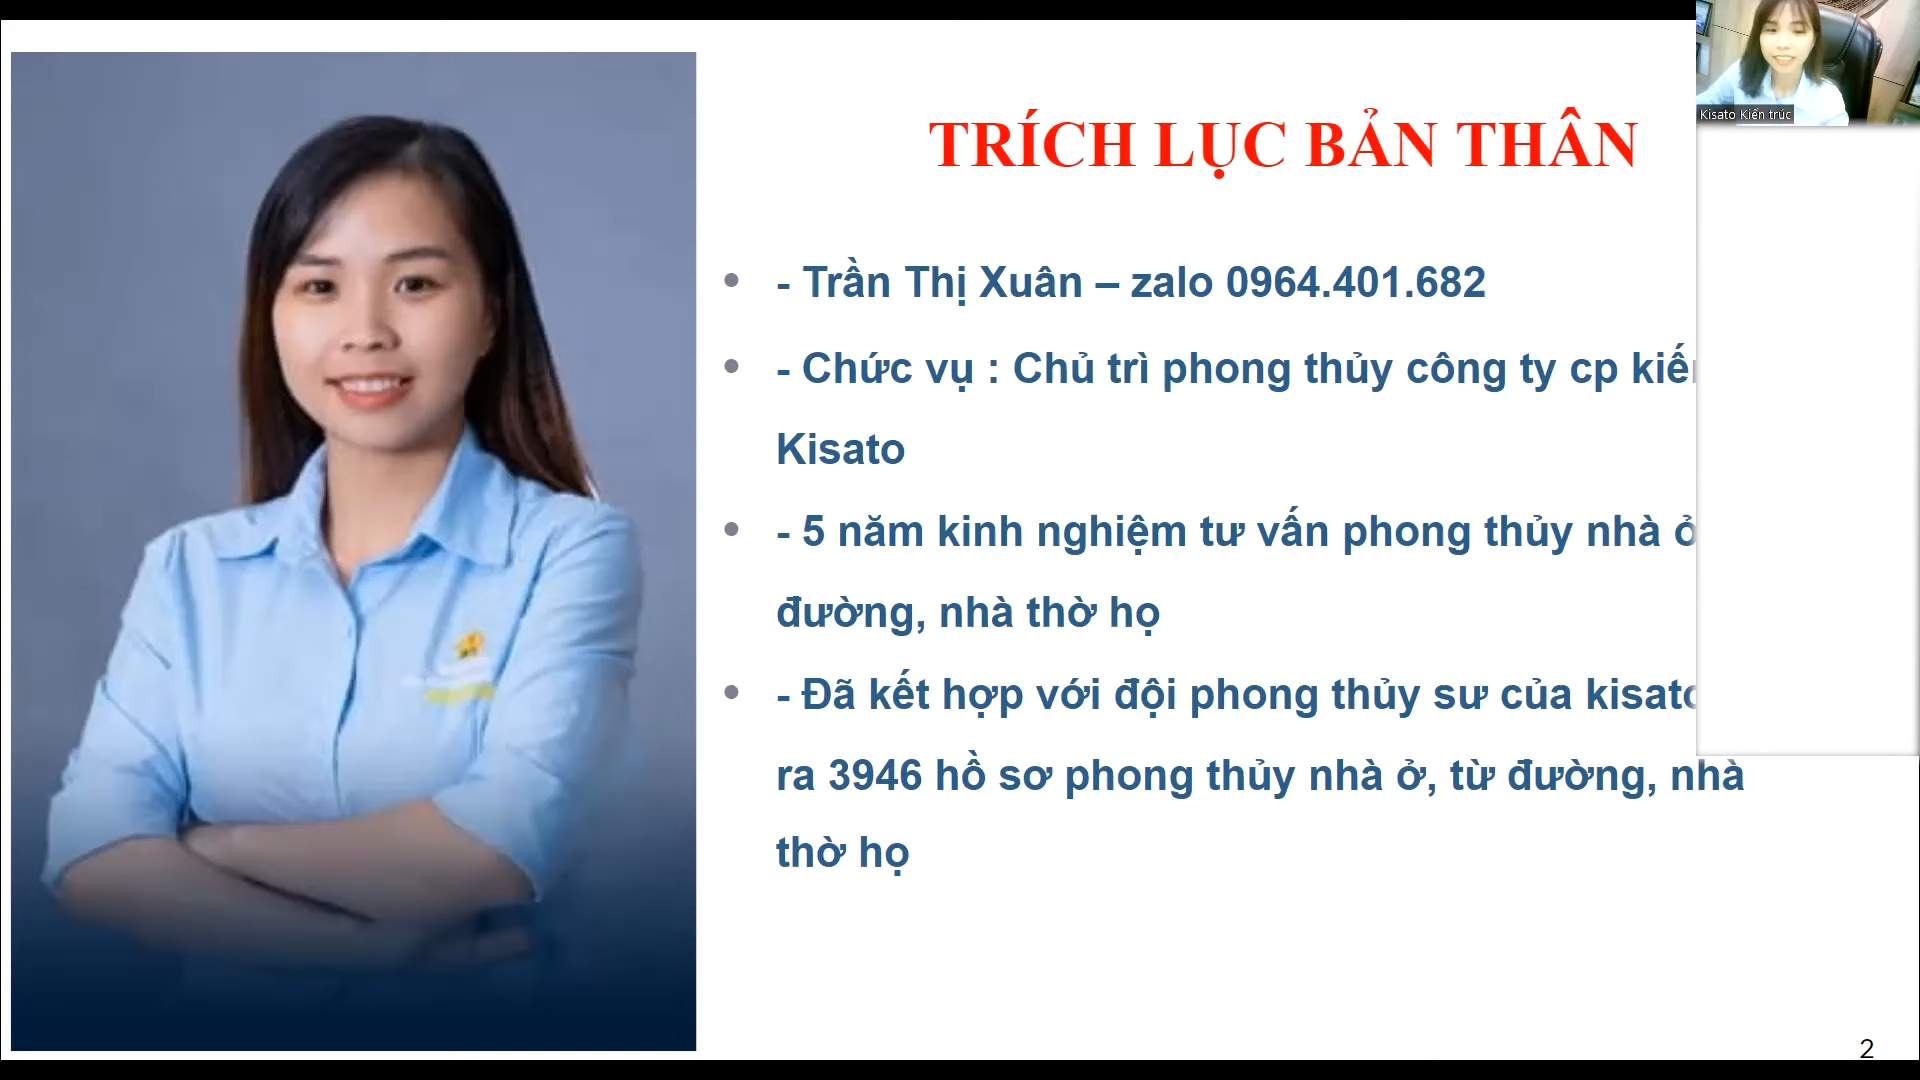 TRÍCH LỤC BẢN THÂN
- Trần Thị Xuân – zalo 0964.401.682
- Chức vụ : Chủ trì phong thủy công ty cp
Kisato
- 5 năm kinh nghiệm tư vấn phong thủy nhà ở
đường, nhà thờ họ
- Đã kết hợp với đội phong thủy sư của kisato
ra 3946 hồ sơ phong thủy nhà ở, từ đường, nhà
thờ họ
Kisato Kiến trúc
2